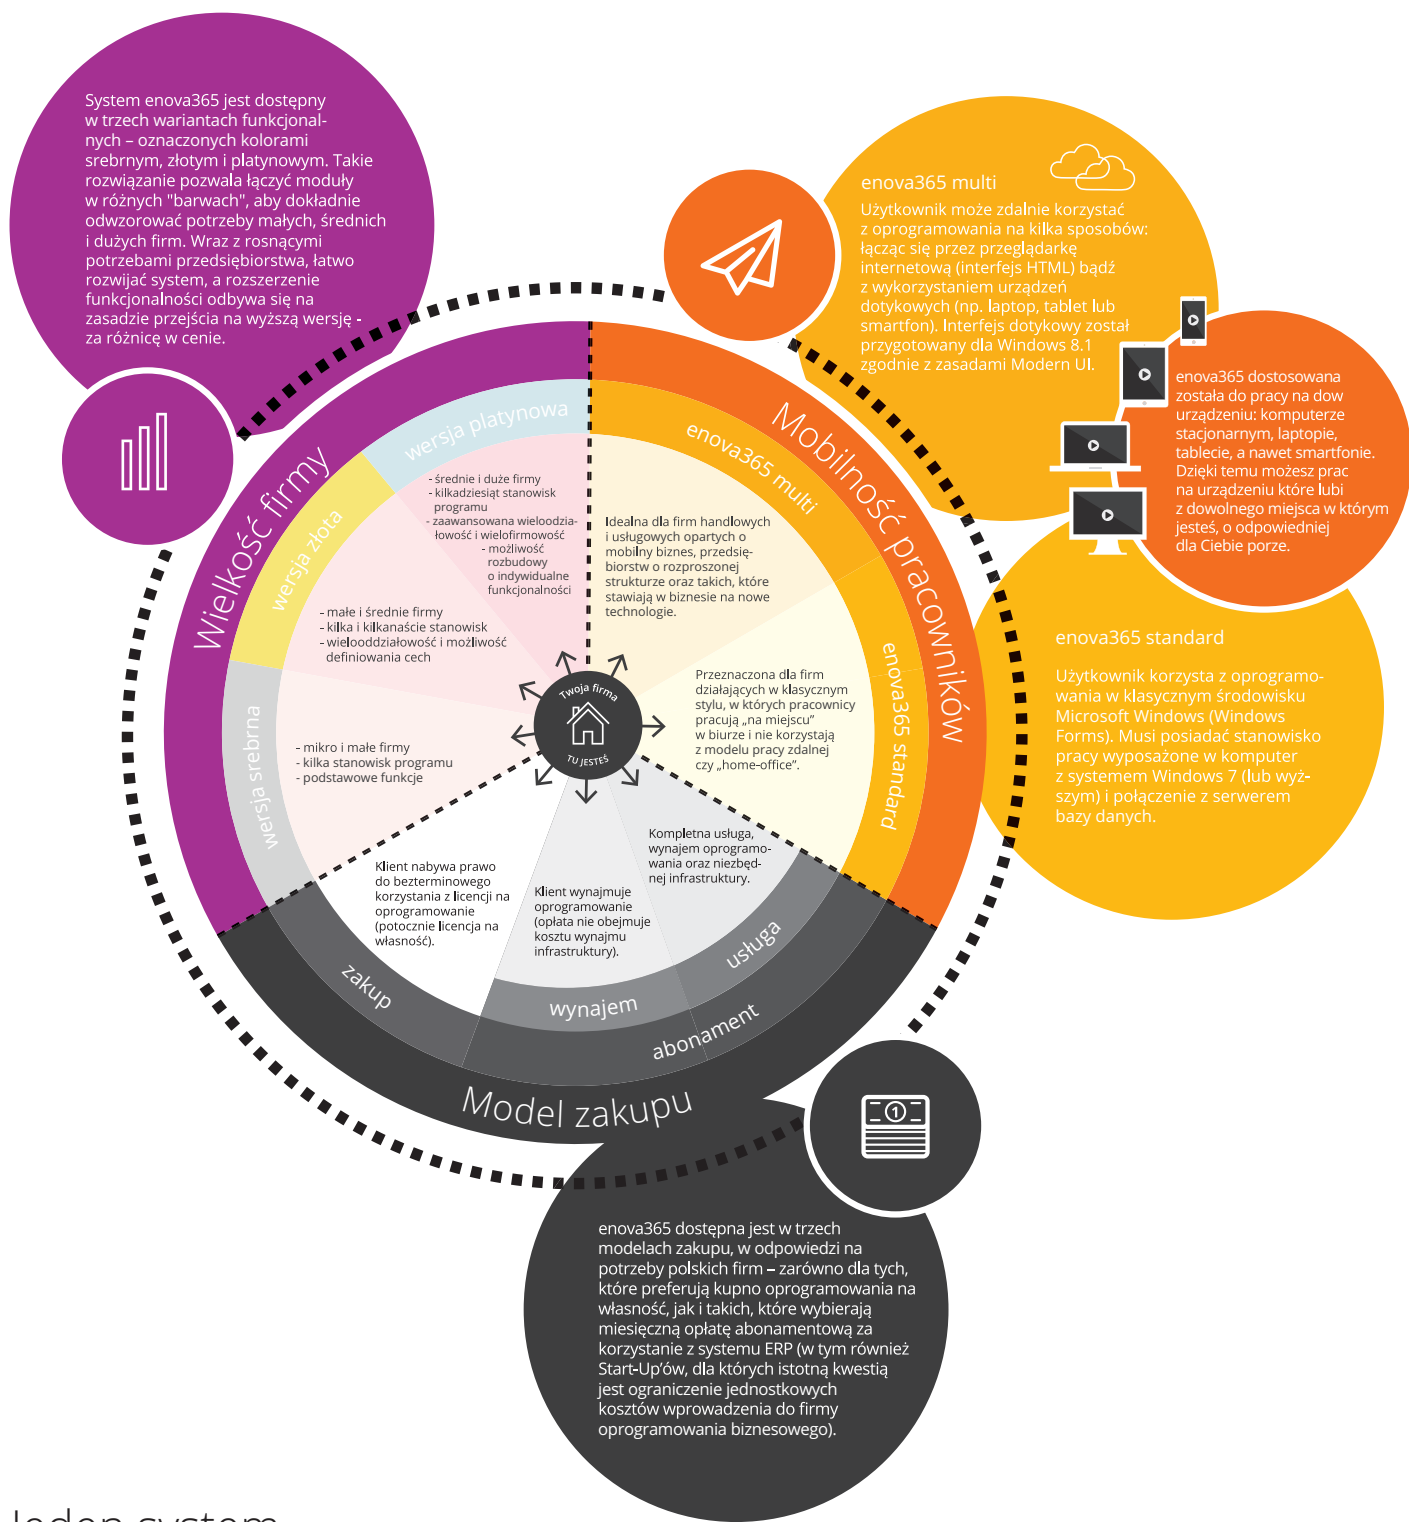 System enova365 jest dostępny
w trzech wariantach funkcjonal-
nych – oznaczonych kolorami
srebrnym, złotym i platynowym. Takie
rozwiązanie pozwala łączyć moduły
w różnych "barwach", aby dokładnie
odwzorować potrzeby małych, średnich
i dużych firm. Wraz z rosnącymi
potrzebami przedsiębiorstwa, łatwo
rozwijać system, a rozszerzenie
funkcjonalności odbywa się na
zasadzie przejścia na wyższą wersję -
za różnicę w cenie.
enova365 multi
Użytkownik może zdalnie korzystać
z oprogramowania na kilka sposobów:
łącząc się przez przeglądarkę
internetową (interfejs HTML) bądź
z wykorzystaniem urządzeń
dotykowych (np. laptop, tablet lub
smartfon). Interfejs dotykowy został
przygotowany dla Windows 8.1
zgodnie z zasadami Modern UI.
enova365 dostosowana
została do pracy na dow
urządzeniu: komputerze
stacjonarnym, laptopie,
tablecie, a nawet smartfonie.
Dzięki temu możesz prac
na urządzeniu które lubi
z dowolnego miejsca w którym
jesteś, o odpowiedniej
dla Ciebie porze.
enova365 standard
Użytkownik korzysta z oprogramo-
wania w klasycznym środowisku
Microsoft Windows (Windows
Forms). Musi posiadać stanowisko
pracy wyposażone w komputer
z systemem Windows 7 (lub wyż-
szym) i połączenie z serwerem
bazy danych.
Wielkość firmy
wersja platynowa
- średnie i duże firmy
- kilkadziesiąt stanowisk
programu
- zaawansowana wieloodzia-
łowość i wielofirmowość
- możliwość
rozbudowy
o indywidualne
funkcjonalności
wersja złota
- małe i średnie firmy
- kilka i kilkanaście stanowisk
- wielooddziałowość i możliwość
definiowania cech
wersja srebrna
- mikro i małe firmy
- kilka stanowisk programu
- podstawowe funkcje
Mobilność pracowników
enova365 multi
Idealna dla firm handlowych
i usługowych opartych o
mobilny biznes, przedsię-
biorstw o rozproszonej
strukturze oraz takich, które
stawiają w biznesie na nowe
technologie.
enova365 standard
Przeznaczona dla firm
działających w klasycznym
stylu, w których pracownicy
pracują „na miejscu”
w biurze i nie korzystają
z modelu pracy zdalnej
czy „home-office”.
Twoja firma
TU JESTEŚ
Klient nabywa prawo
do bezterminowego
korzystania z licencji na
oprogramowanie
(potocznie licencja na
własność).
Klient wynajmuje
oprogramowanie
(opłata nie obejmuje
kosztu wynajmu
infrastruktury).
Kompletna usługa,
wynajem oprogramo-
wania oraz niezbęd-
nej infrastruktury.
zakup
wynajem
usługa
abonament
Model zakupu
1
enova365 dostępna jest w trzech
modelach zakupu, w odpowiedzi na
potrzeby polskich firm – zarówno dla tych,
które preferują kupno oprogramowania na
własność, jak i takich, które wybierają
miesięczną opłatę abonamentową za
korzystanie z systemu ERP (w tym również
Start-Up’ów, dla których istotną kwestią
jest ograniczenie jednostkowych
kosztów wprowadzenia do firmy
oprogramowania biznesowego).
Jeden system